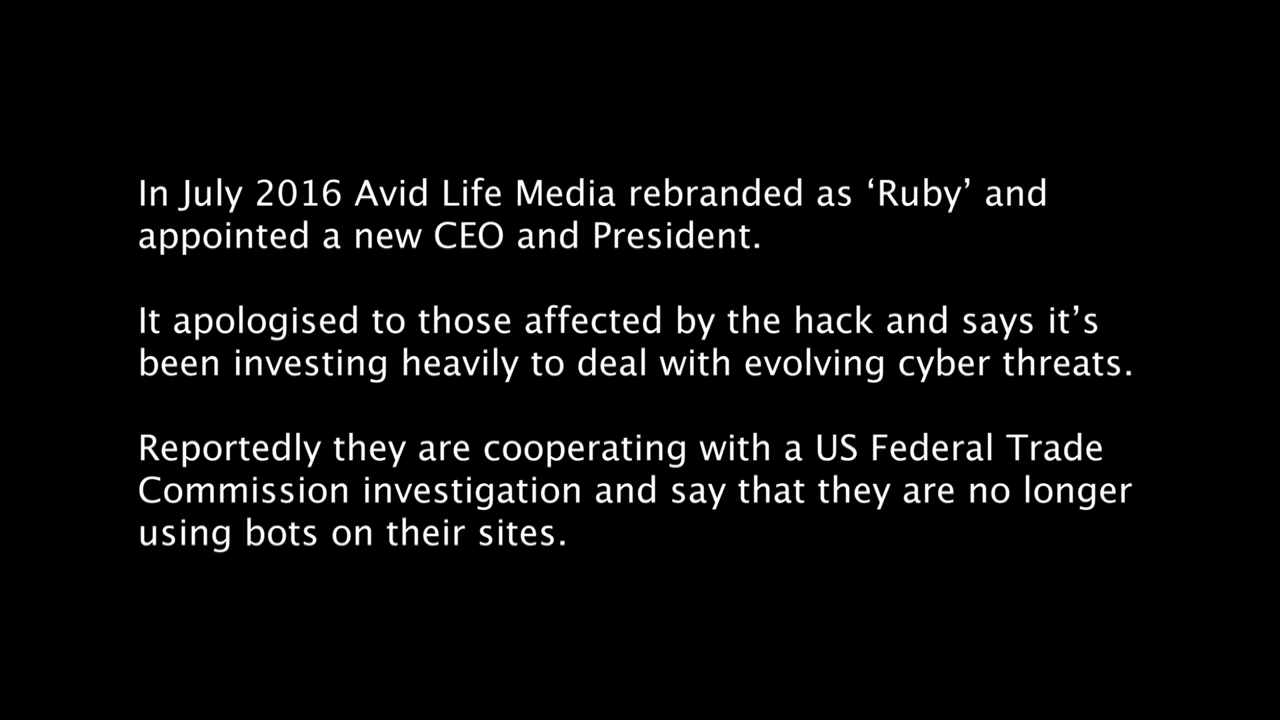 In July 2016 Avid Life Media rebranded as ‘Ruby’ and
appointed a new CEO and President.
It apologised to those affected by the hack and says it’s
been investing heavily to deal with evolving cyber threats.
Reportedly they are cooperating with a US Federal Trade
Commission investigation and say that they are no longer
using bots on their sites.